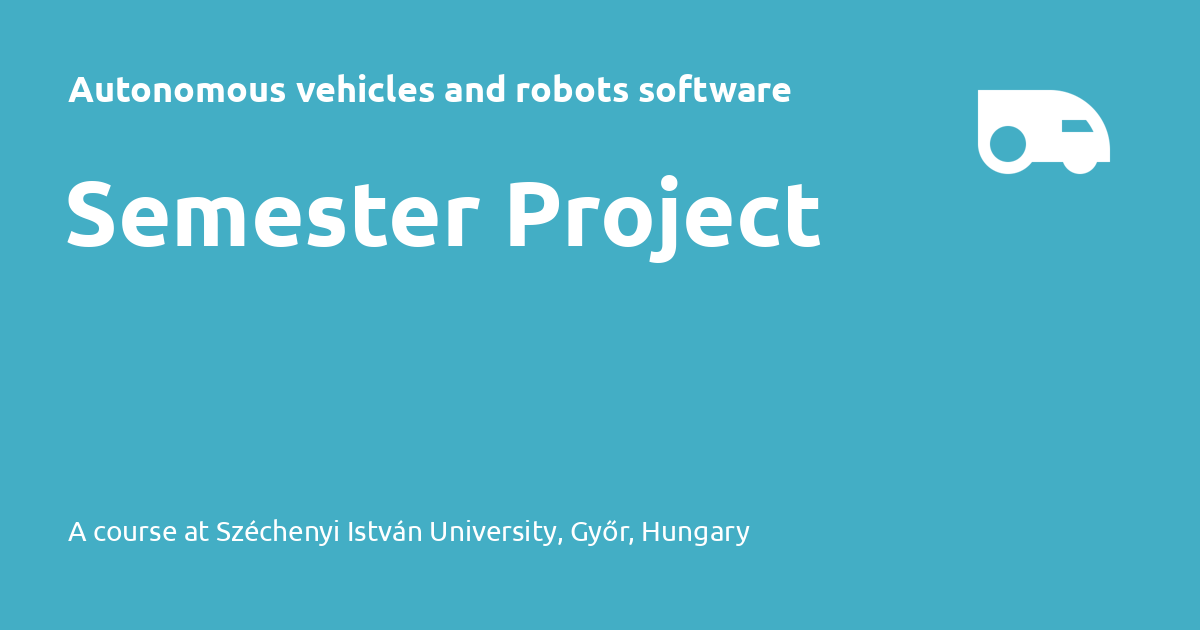 Autonomous vehicles and robots software
Semester Project
A course at Széchenyi István University, Győr, Hungary